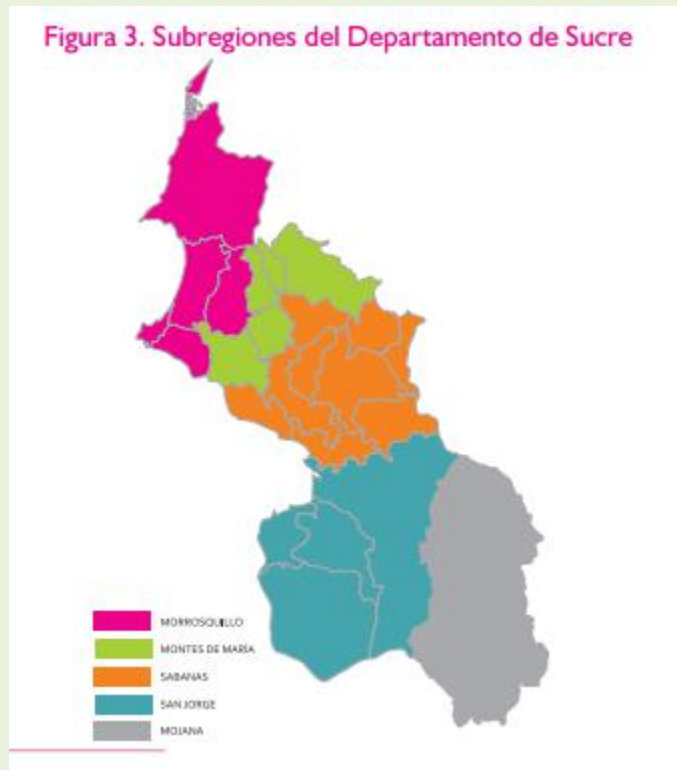 Figura 3. Subregiones del Departamento de Sucre
MORROSQUILLO
MONTES DE MARÍA
SABANAS
SAN JORGE
MOJANA